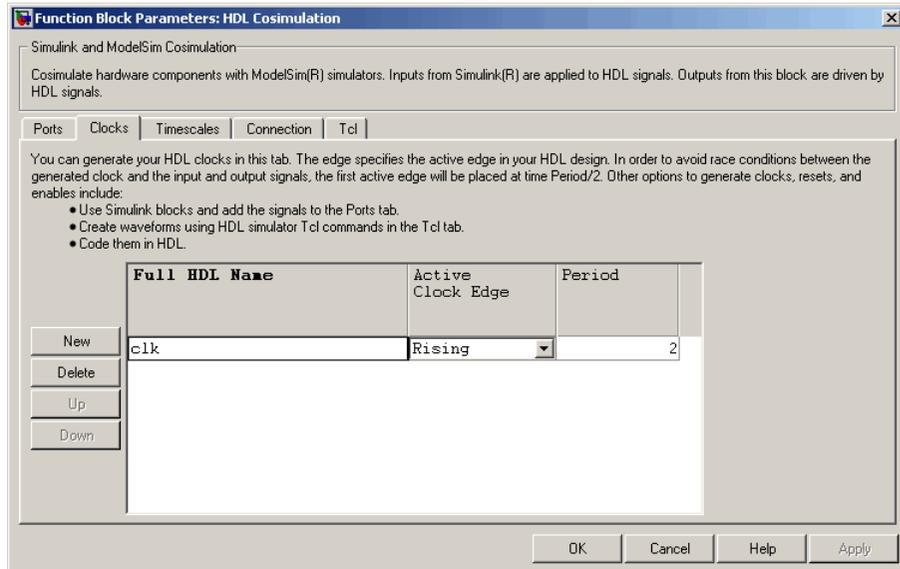 Function Block Parameters: HDL Cosimulation
Simulink and ModelSim Cosimulation
Cosimulate hardware components with ModelSim(R) simulators. Inputs from Simulink(R) are applied to HDL signals. Outputs from this block are driven by
HDL signals.
Ports Clocks Timescales Connection Tcl
You can generate your HDL clocks in this tab. The edge specifies the active edge in your HDL design. In order to avoid race conditions between the
generated clock and the input and output signals, the first active edge will be placed at time Period/2. Other options to generate clocks, resets, and
enables include:
• Use Simulink blocks and add the signals to the Ports tab.
• Create waveforms using HDL simulator Tcl commands in the Tcl tab.
• Code them in HDL.
Full HDL Name Active Period
Clock Edge
New
clk Rising 2
Delete
Up
Down
OK Cancel Help Apply